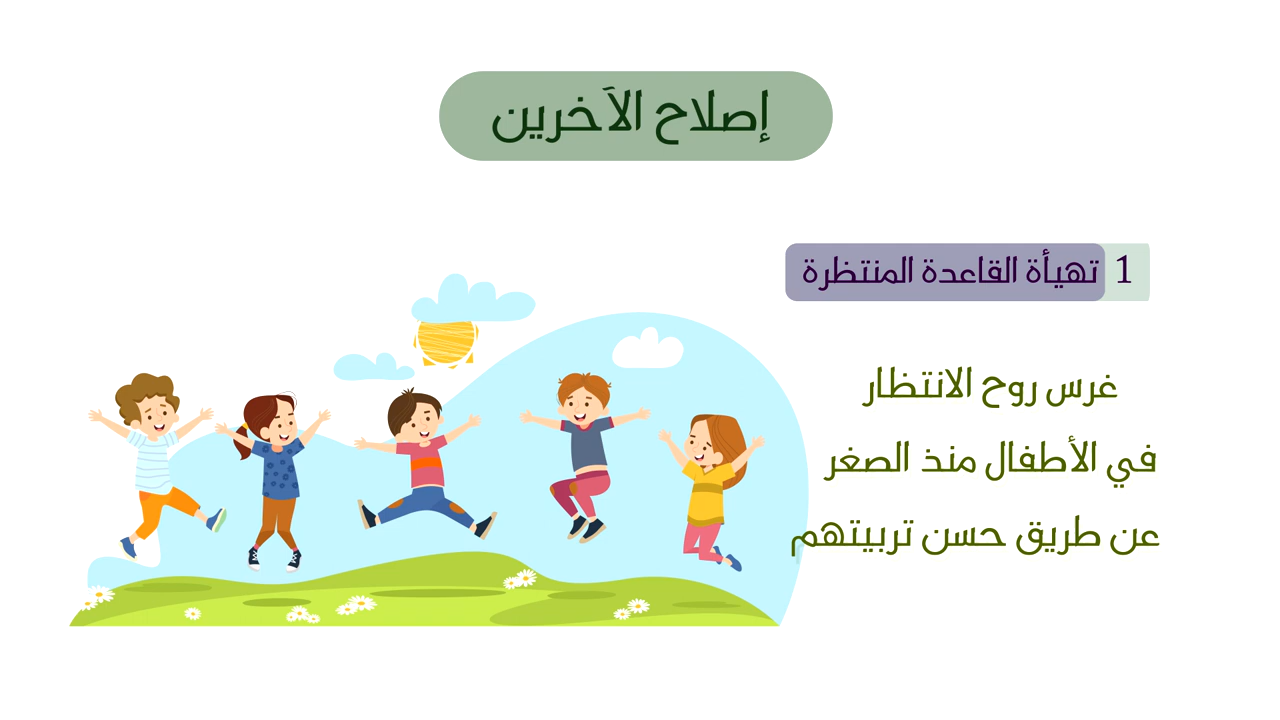 إصلاح الآخرين
1 تهيأة القاعدة المنتظرة
غرس روح الانتظار
في الأطفال منذ الصغر
عن طريق حسن تربيتهم